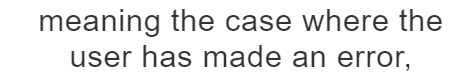 meaning the case where the
user has made an error,